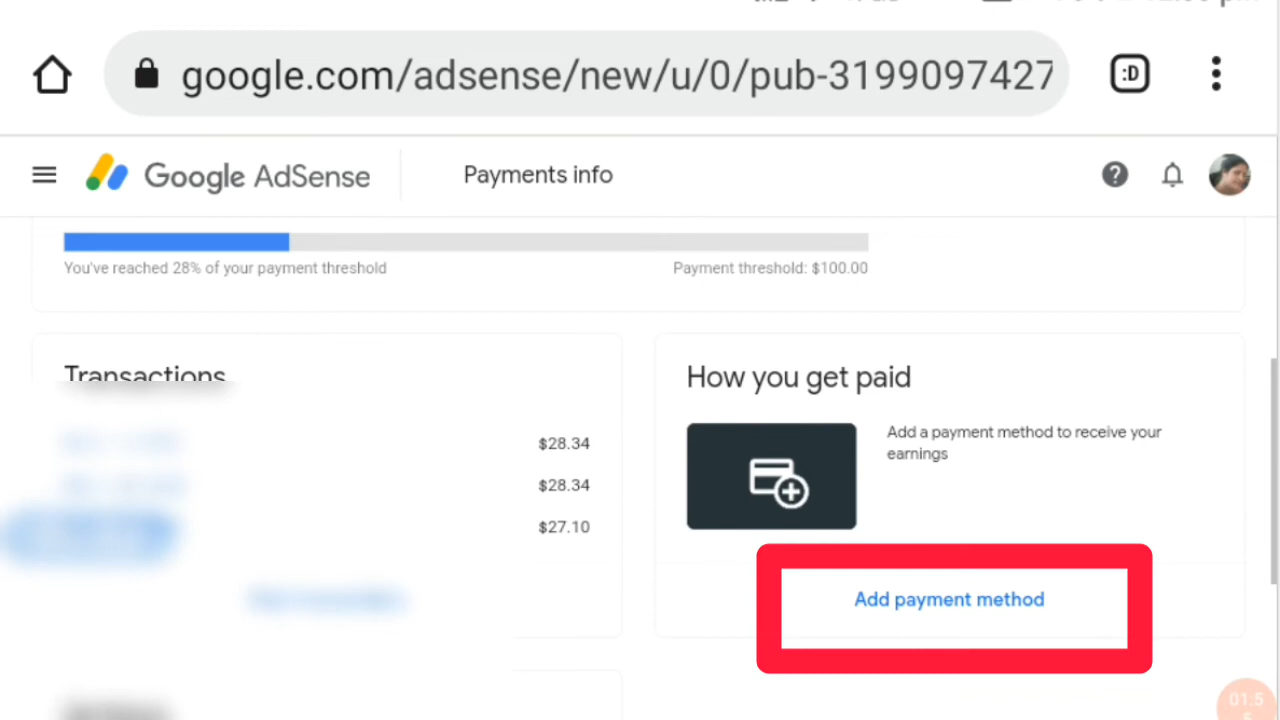 google.com/adsense/new/u/0/pub-3199097427
:D
Google AdSense
Payments info
You've reached 28% of your payment threshold
Payment threshold: $100.00
Transactions
$28.34
$28.34
$27.10
How you get paid
Add a payment method to receive your
earnings
Add payment method
01:5